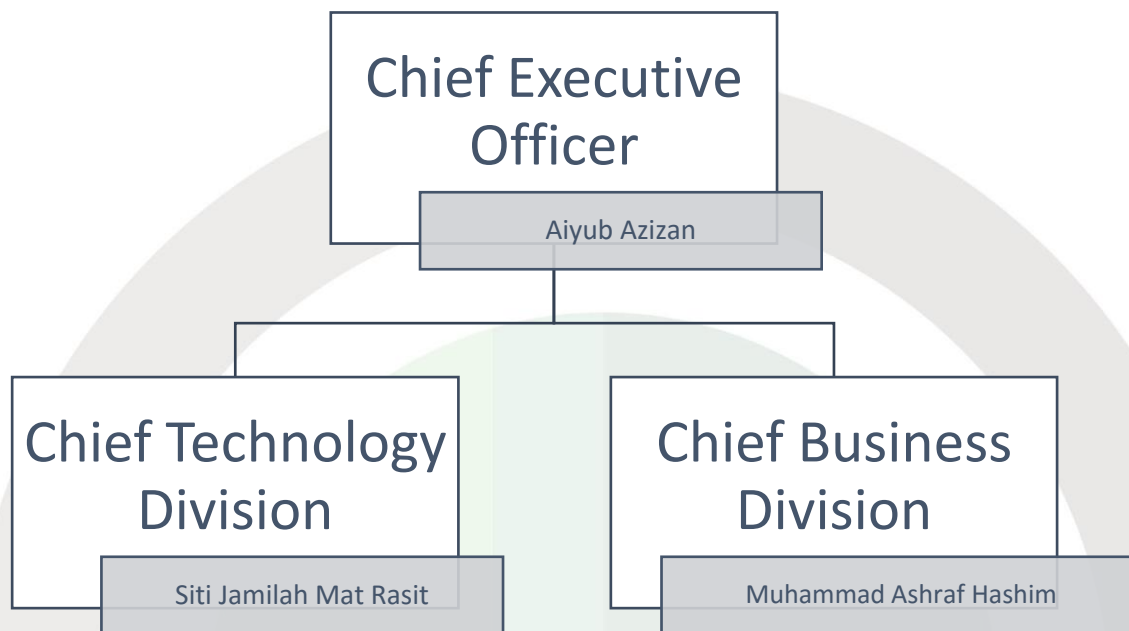 Chief Executive
Officer
Aiyub Azizan
Chief Technology
Division
Siti Jamilah Mat Rasit
Chief Business
Division
Muhammad Ashraf Hashim